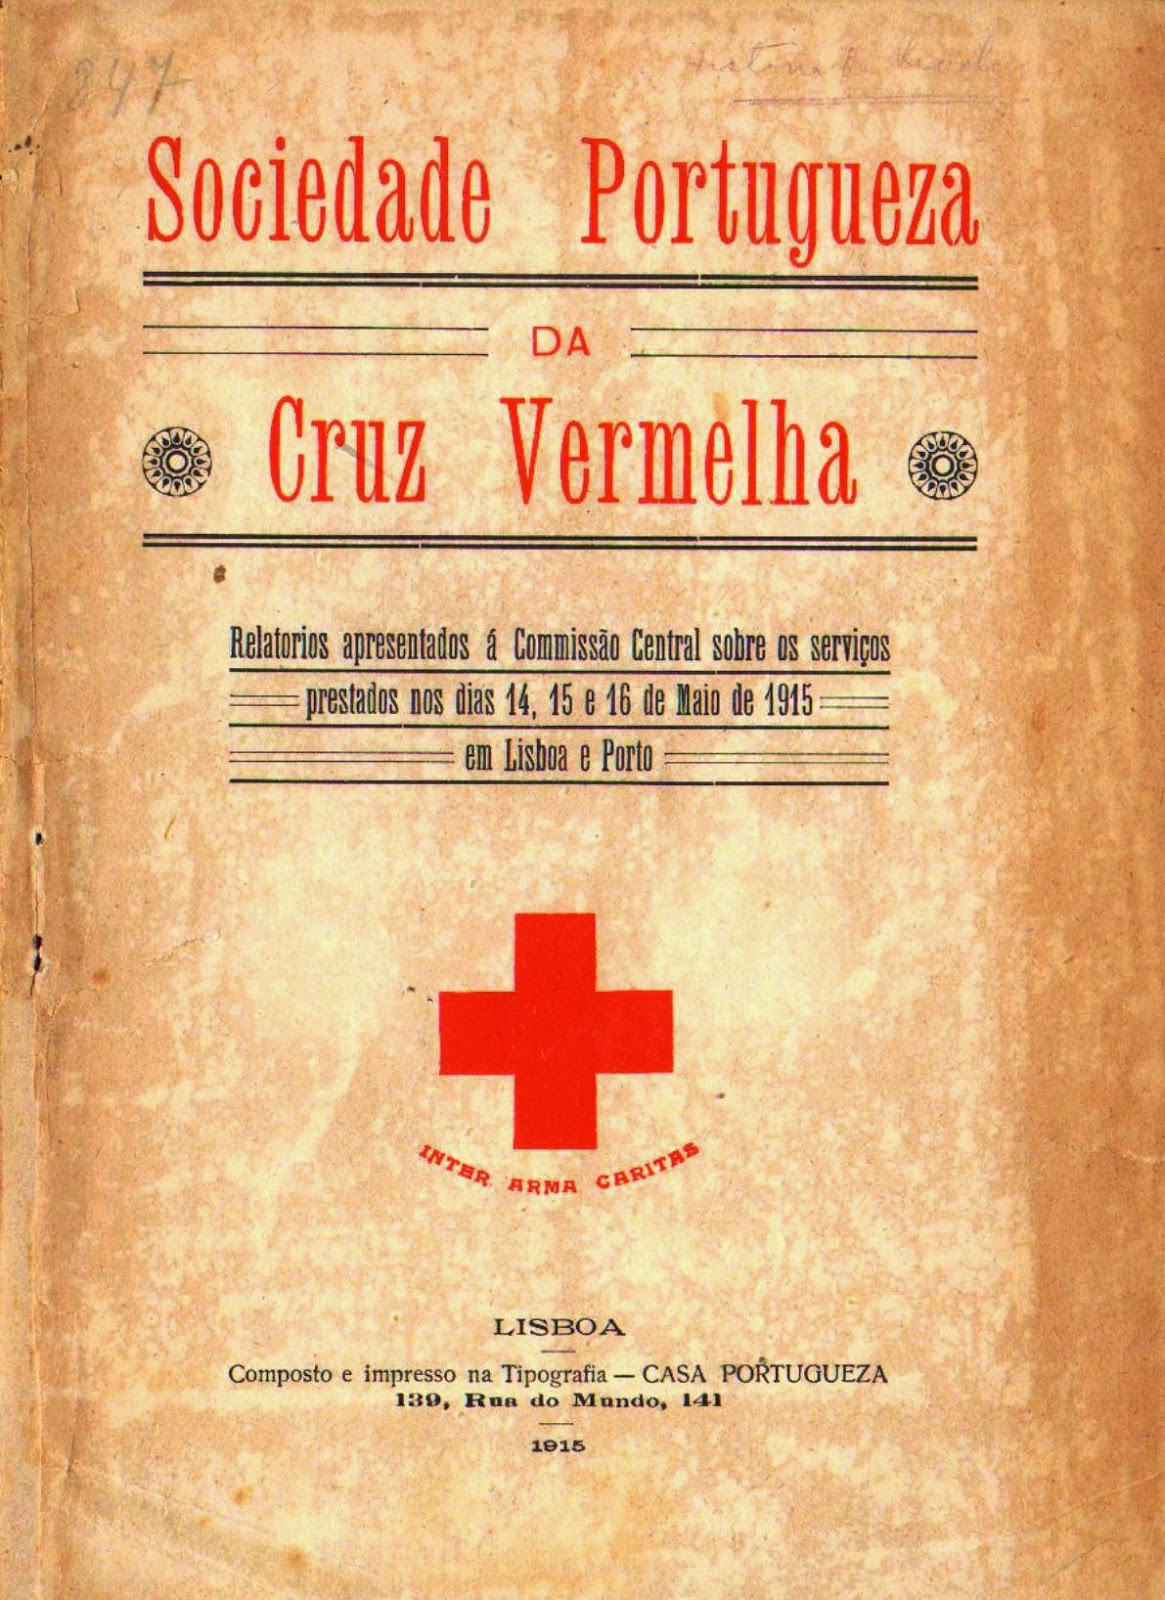 847
Sociedade Portugueza
DA
Cruz Vermelha
Relatorios apresentados á Commissão Central sobre os serviços
prestados nos dias 14, 15 e 16 de Maio de 1915
em Lisboa e Porto
INTER ARMA CARITAS
LISBOA
Composto e impresso na Tipografia — CASA PORTUGUEZA
139, Rua do Mundo, 141
1915